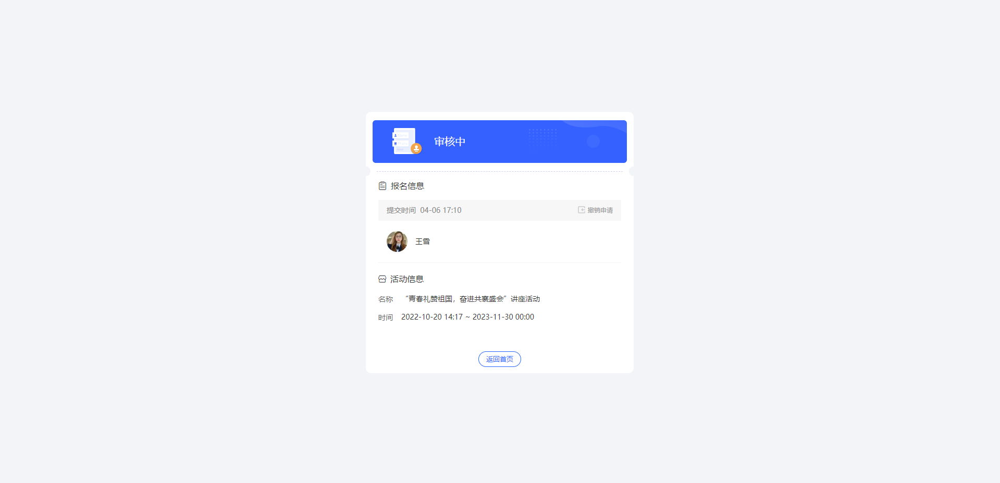 审核中
报名信息
提交时间 04-06 17:10 撤销申请
王雪
活动信息
名称 “青春礼赞祖国，奋进共襄盛会”讲座活动
时间 2022-10-20 14:17 ~ 2023-11-30 00:00
返回首页